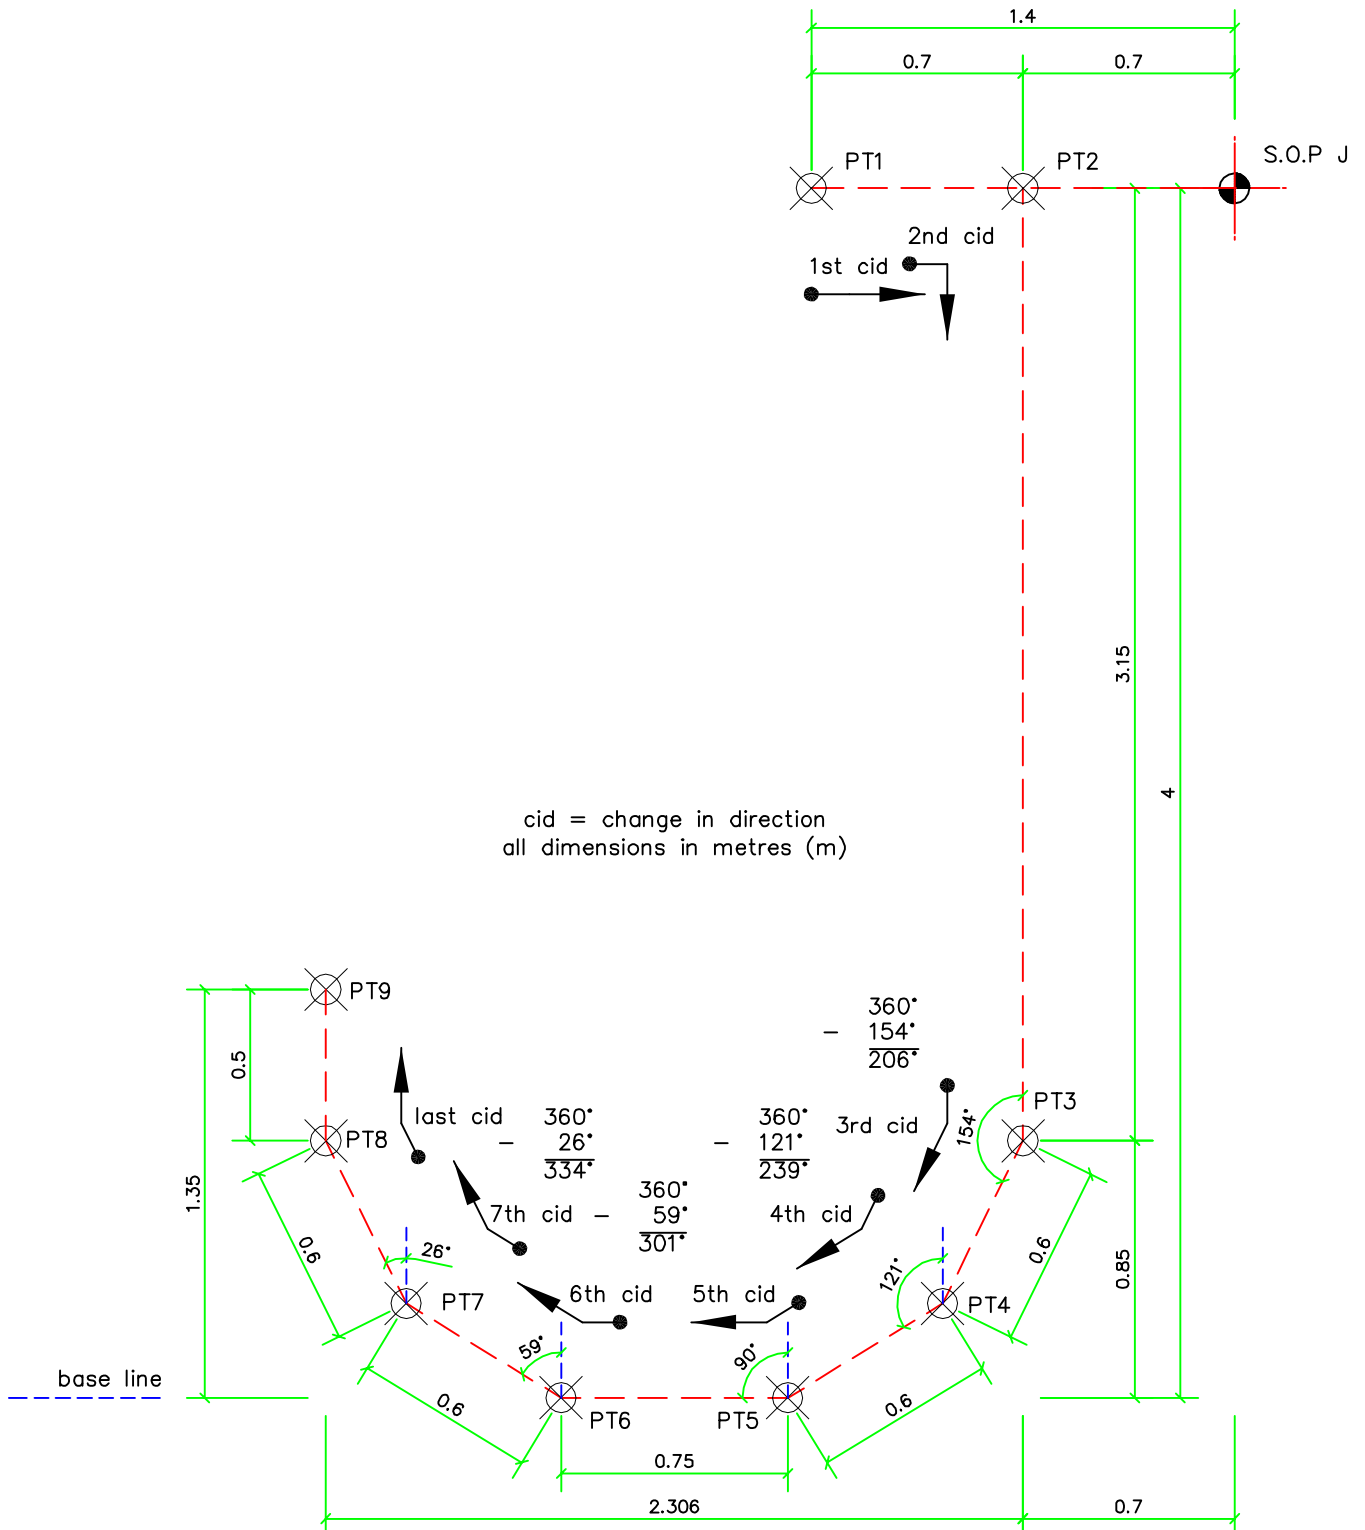 1.4
0.7
0.7
PT1
PT2
S.O.P J
2nd cid
1st cid
3.15
4
cid = change in direction
all dimensions in metres (m)
PT9
360°
- 154°
206°
0.5
PT3
last cid
360°
- 26°
334°
360°
- 121°
239°
3rd cid
154°
PT8
1.35
360°
7th cid - 59°
301°
4th cid
0.6
26°
0.6
0.85
121°
PT7
6th cid
5th cid
PT4
59°
90°
base line
0.6
PT6
PT5
0.6
0.75
2.306
0.7